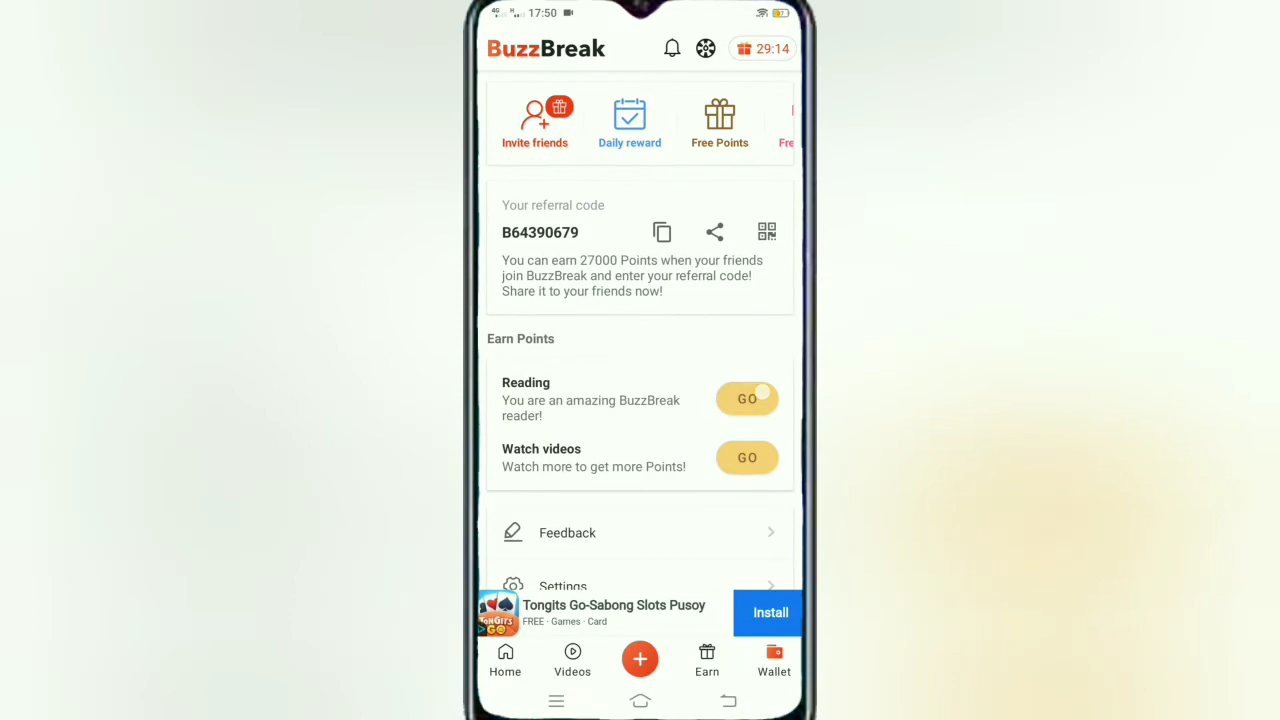 4G H 17:50
BuzzBreak
29:14
Invite friends
Daily reward
Free Points
Fre
Your referral code
B64390679
You can earn 27000 Points when your friends
join BuzzBreak and enter your referral code!
Share it to your friends now!
Earn Points
Reading
You are an amazing BuzzBreak
reader!
GO
Watch videos
Watch more to get more Points!
GO
Feedback
Settings
TONGiTS
GO
Tongits Go-Sabong Slots Pusoy
FREE · Games · Card
Install
Home
Videos
Earn
Wallet